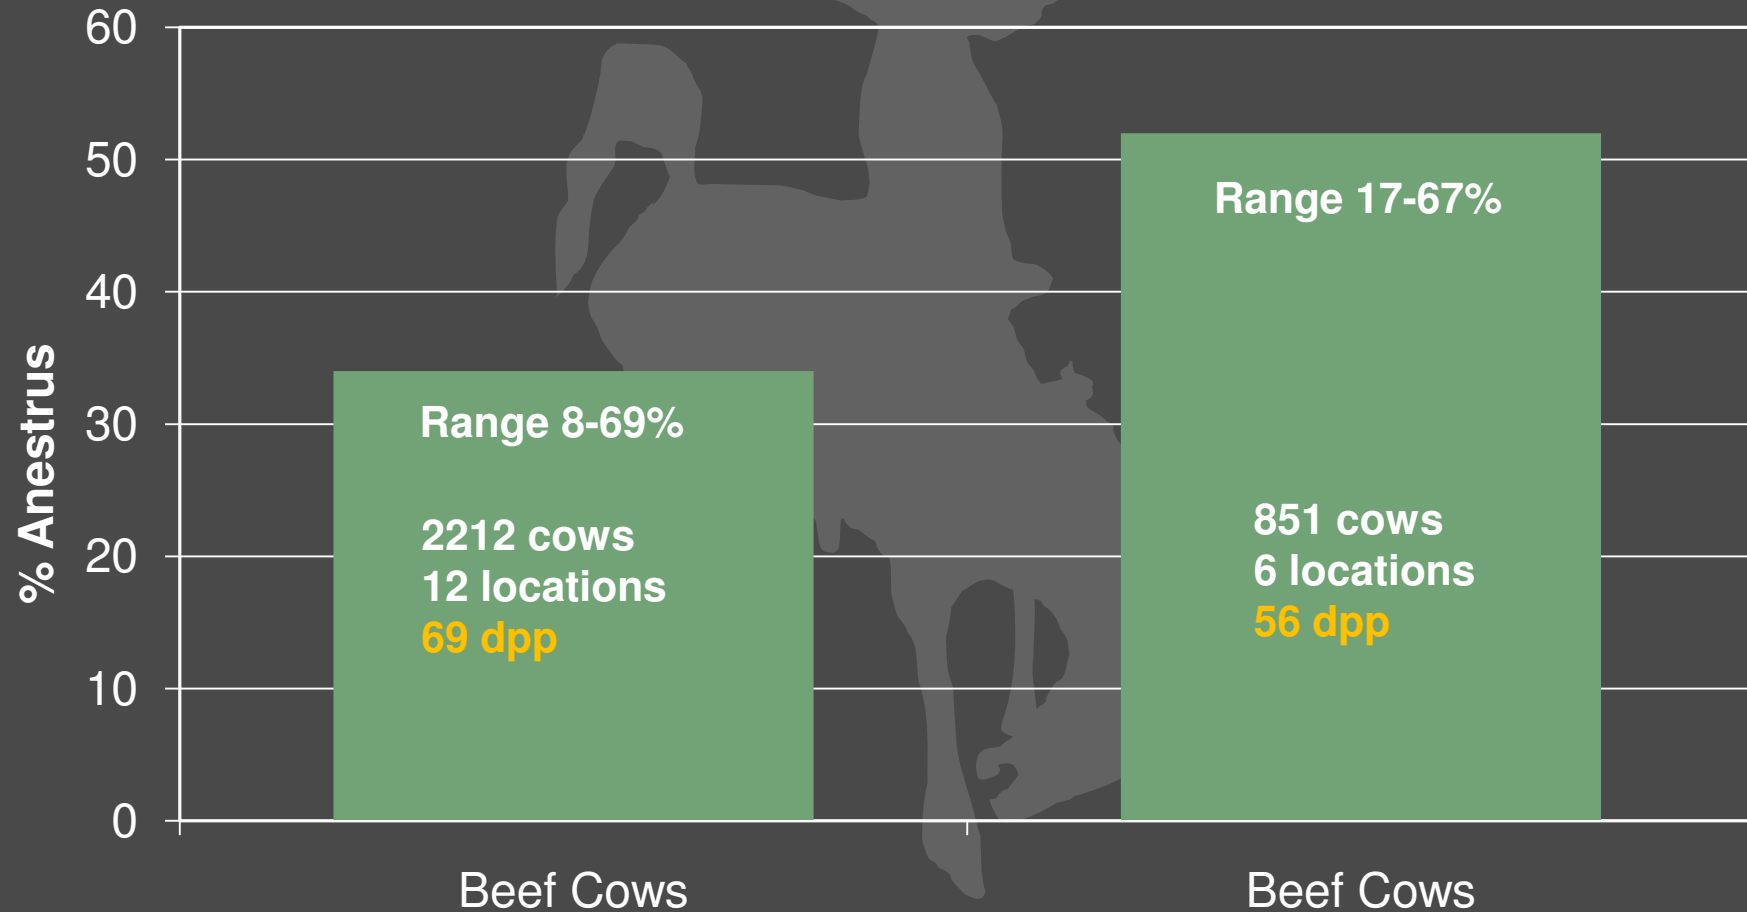 60
50
40
30
20
10
0
% Anestrus
Range 8-69%
2212 cows
12 locations
69 dpp
Range 17-67%
851 cows
6 locations
56 dpp
Beef Cows
Beef Cows